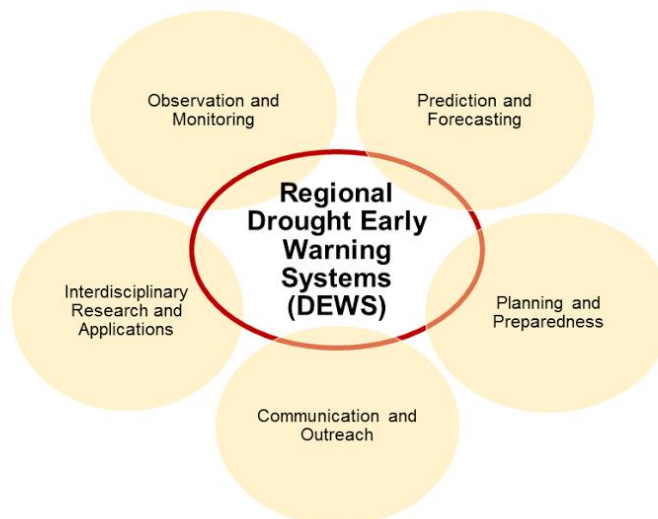 Observation and
Monitoring
Prediction and
Forecasting
Regional
Drought Early
Warning
Systems
(DEWS)
Interdisciplinary
Research and
Applications
Planning and
Preparedness
Communication and
Outreach